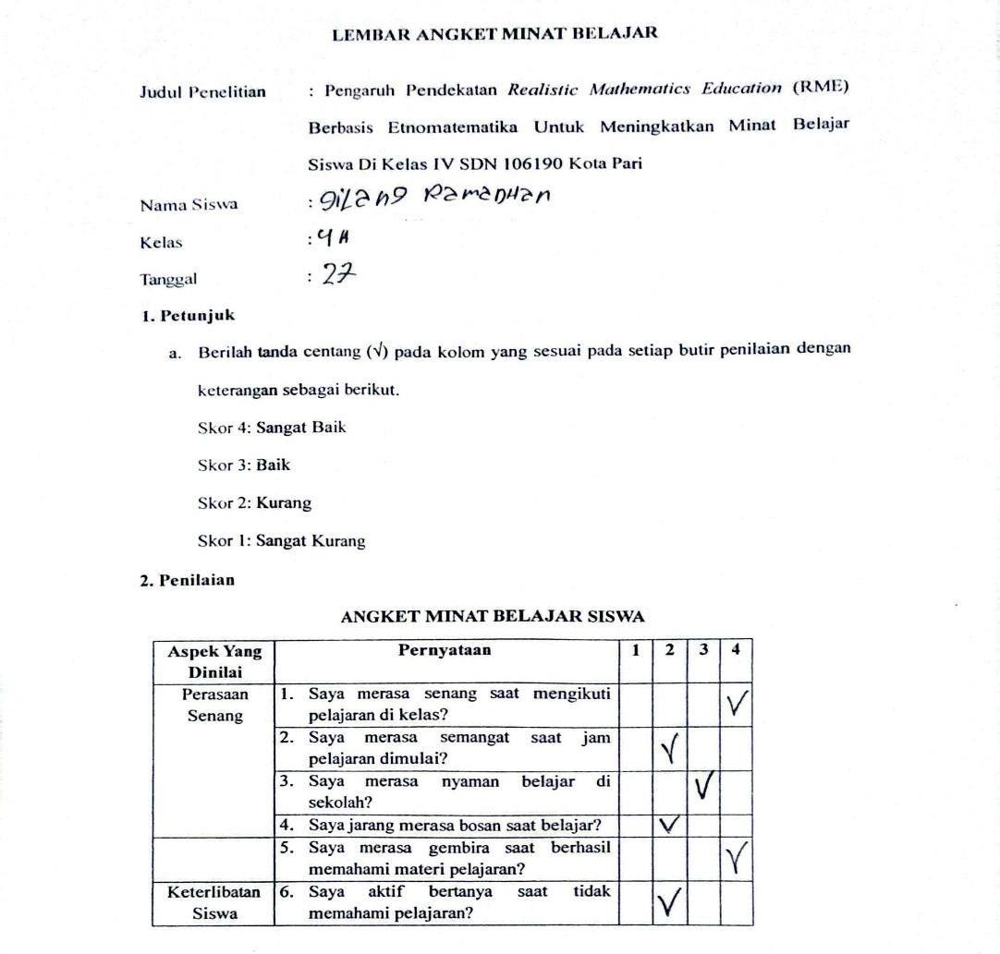 LEMBAR ANGKET MINAT BELAJAR
Judul Penelitian : Pengaruh Pendekatan Realistic Mathematics Education (RME)
Berbasis Etnomatematika Untuk Meningkatkan Minat Belajar
Siswa Di Kelas IV SDN 106190 Kota Pari
Nama Siswa : giLang RamaDHan
Kelas : 4 A
Tanggal : 27
1. Petunjuk
a. Berilah tanda centang (√) pada kolom yang sesuai pada setiap butir penilaian dengan
keterangan sebagai berikut.
Skor 4: Sangat Baik
Skor 3: Baik
Skor 2: Kurang
Skor 1: Sangat Kurang
2. Penilaian
ANGKET MINAT BELAJAR SISWA
Aspek Yang Dinilai Pernyataan 1 2 3 4
Perasaan Senang
1. Saya merasa senang saat mengikuti
pelajaran di kelas? √
2. Saya merasa semangat saat jam
pelajaran dimulai? √
3. Saya merasa nyaman belajar di
sekolah? √
4. Saya jarang merasa bosan saat belajar? √
5. Saya merasa gembira saat berhasil
memahami materi pelajaran? √
Keterlibatan Siswa
6. Saya aktif bertanya saat tidak
memahami pelajaran? √